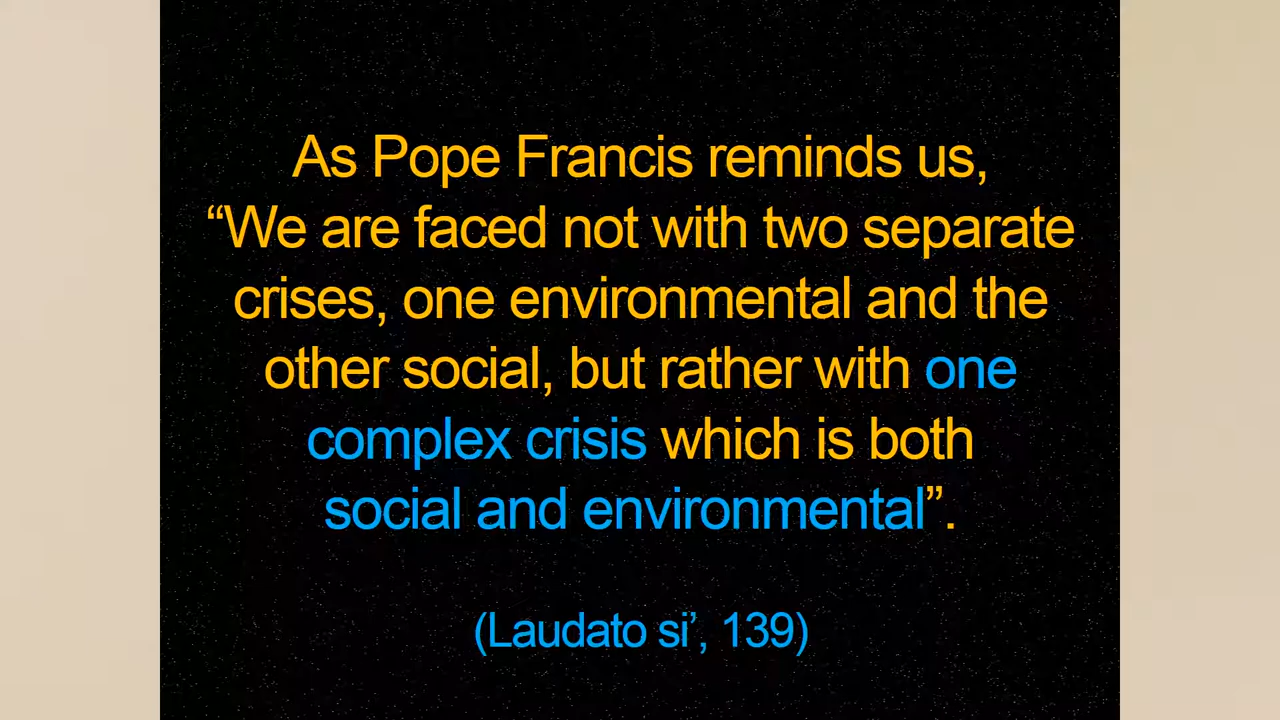 As Pope Francis reminds us,
“We are faced not with two separate
crises, one environmental and the
other social, but rather with one
complex crisis which is both
social and environmental”.
(Laudato si’, 139)